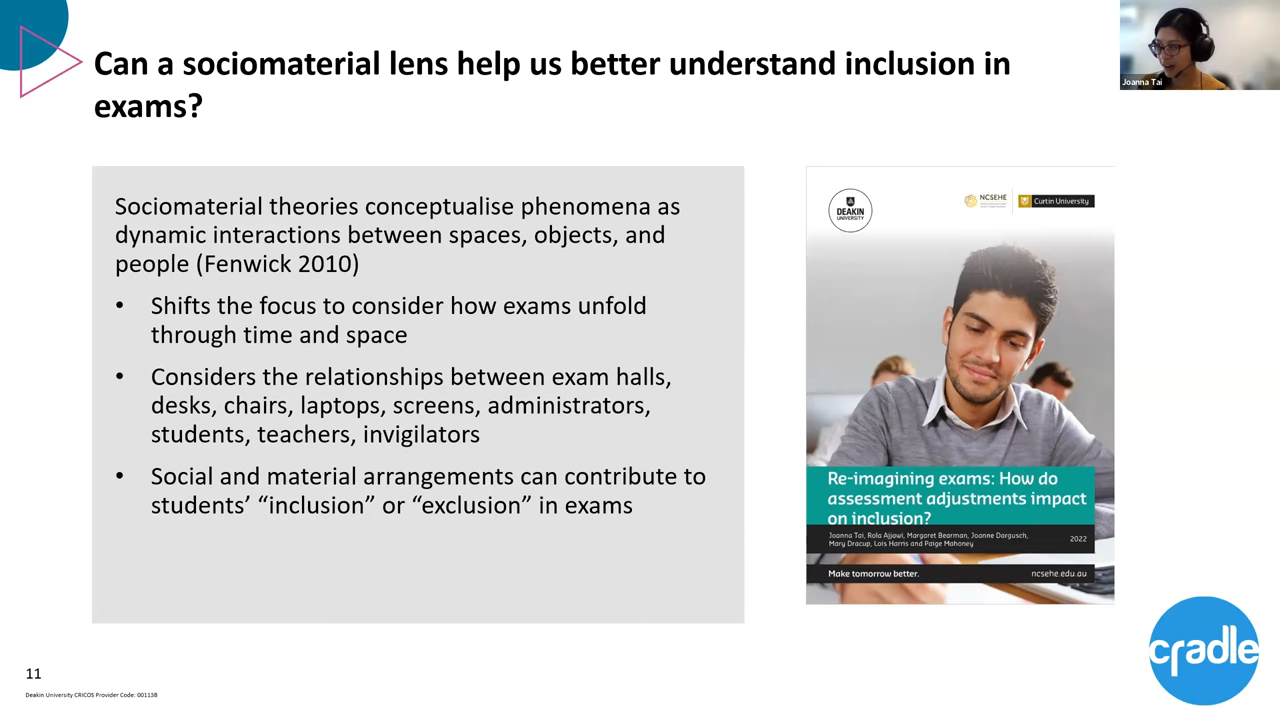 Can a sociomaterial lens help us better understand inclusion in
exams?
Joanna Tai
Sociomaterial theories conceptualise phenomena as
dynamic interactions between spaces, objects, and
people (Fenwick 2010)
• Shifts the focus to consider how exams unfold
through time and space
• Considers the relationships between exam halls,
desks, chairs, laptops, screens, administrators,
students, teachers, invigilators
• Social and material arrangements can contribute to
students’ “inclusion” or “exclusion” in exams
DEAKIN
UNIVERSITY
NCSEHE
Curtin University
Re-imagining exams: How do
assessment adjustments impact
on inclusion?
Joanna Tai, Rola Ajjawi, Margaret Bearman, Joanne Dargusch,
Mary Dracup, Lois Harris and Paige Mahoney
2022
Make tomorrow better.
ncsehe.edu.au
cradle
11
Deakin University CRICOS Provider Code: 00113B